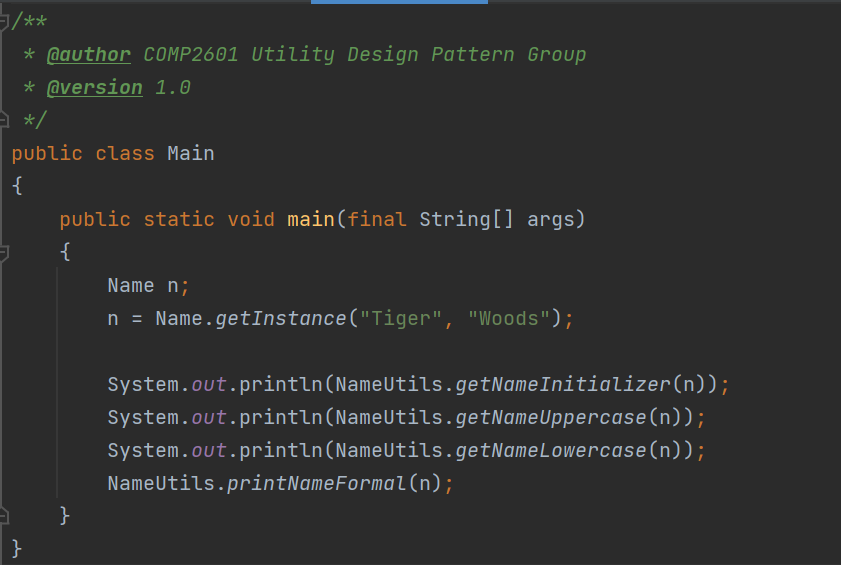 /**
 * @author COMP2601 Utility Design Pattern Group
 * @version 1.0
 */
public class Main
{
    public static void main(final String[] args)
    {
        Name n;
        n = Name.getInstance("Tiger", "Woods");

        System.out.println(NameUtils.getNameInitializer(n));
        System.out.println(NameUtils.getNameUppercase(n));
        System.out.println(NameUtils.getNameLowercase(n));
        NameUtils.printNameFormal(n);
    }
}